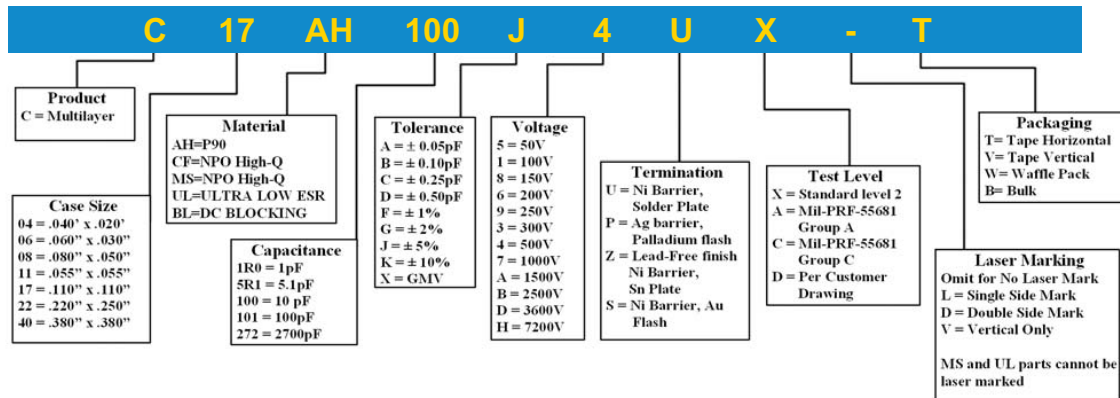 C 17 AH 100 J 4 U X - T
Product
C = Multilayer
Case Size
04 = .040’ x .020’
06 = .060” x .030”
08 = .080” x .050”
11 = .055” x .055”
17 = .110” x .110”
22 = .220” x .250”
40 = .380” x .380”
Material
AH=P90
CF=NPO High-Q
MS=NPO High-Q
UL=ULTRA LOW ESR
BL=DC BLOCKING
Capacitance
1R0 = 1pF
5R1 = 5.1pF
100 = 10 pF
101 = 100pF
272 = 2700pF
Tolerance
A = ± 0.05pF
B = ± 0.10pF
C = ± 0.25pF
D = ± 0.50pF
F = ± 1%
G = ± 2%
J = ± 5%
K = ± 10%
X = GMV
Voltage
5 = 50V
1 = 100V
8 = 150V
6 = 200V
9 = 250V
3 = 300V
4 = 500V
7 = 1000V
A = 1500V
B = 2500V
D = 3600V
H = 7200V
Termination
U = Ni Barrier,
Solder Plate
P = Ag barrier,
Palladium flash
Z = Lead-Free finish
Ni Barrier,
Sn Plate
S = Ni Barrier, Au
Flash
Test Level
X = Standard level 2
A = Mil-PRF-55681
Group A
C = Mil-PRF-55681
Group C
D = Per Customer
Drawing
Laser Marking
Omit for No Laser Mark
L = Single Side Mark
D = Double Side Mark
V = Vertical Only
MS and UL parts cannot be
laser marked
Packaging
T= Tape Horizontal
V= Tape Vertical
W= Waffle Pack
B= Bulk